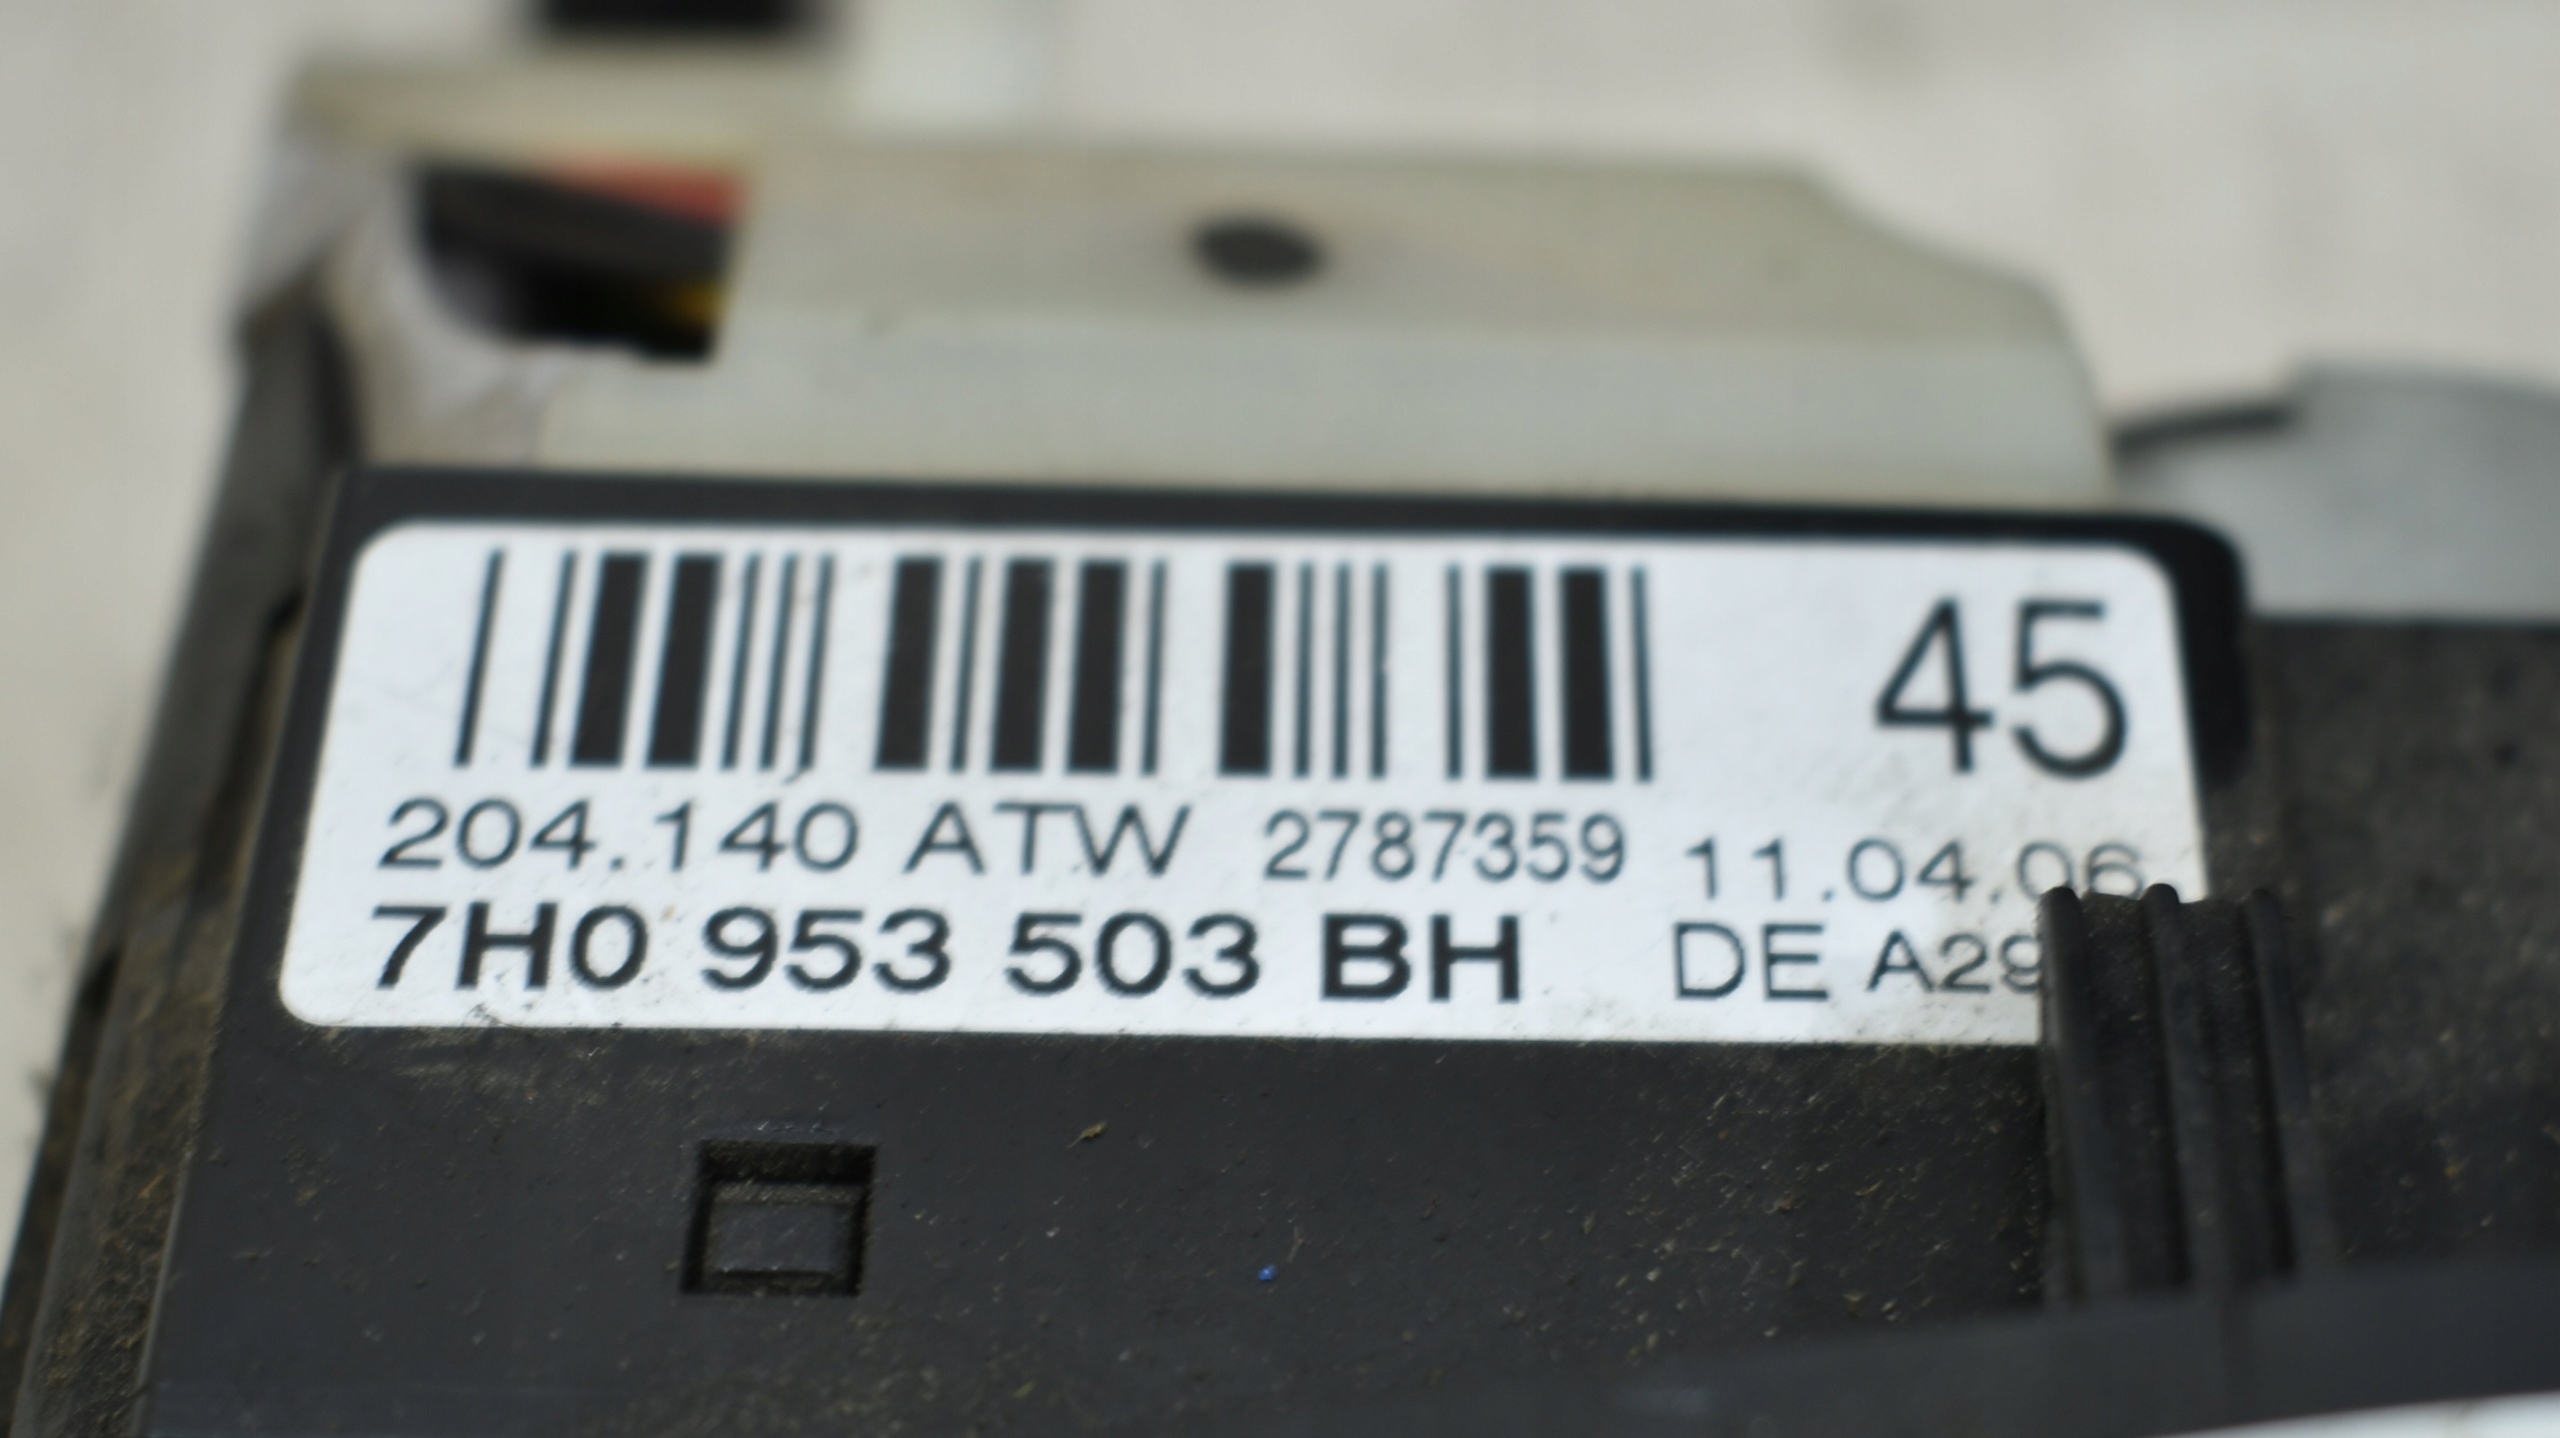 45
204.140 ATW 2787359 11.04.06
7H0 953 503 BH DE A29